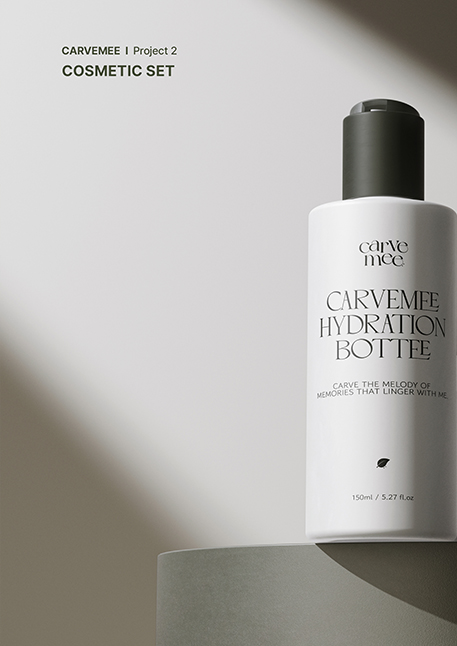 CARVEMEE I Project 2
COSMETIC SET
carve
mee
CARVEMEE
HYDRATION
BOTTEE
CARVE THE MELODY OF
MEMORIES THAT LINGER WITH ME.
150ml / 5.27 fl.oz